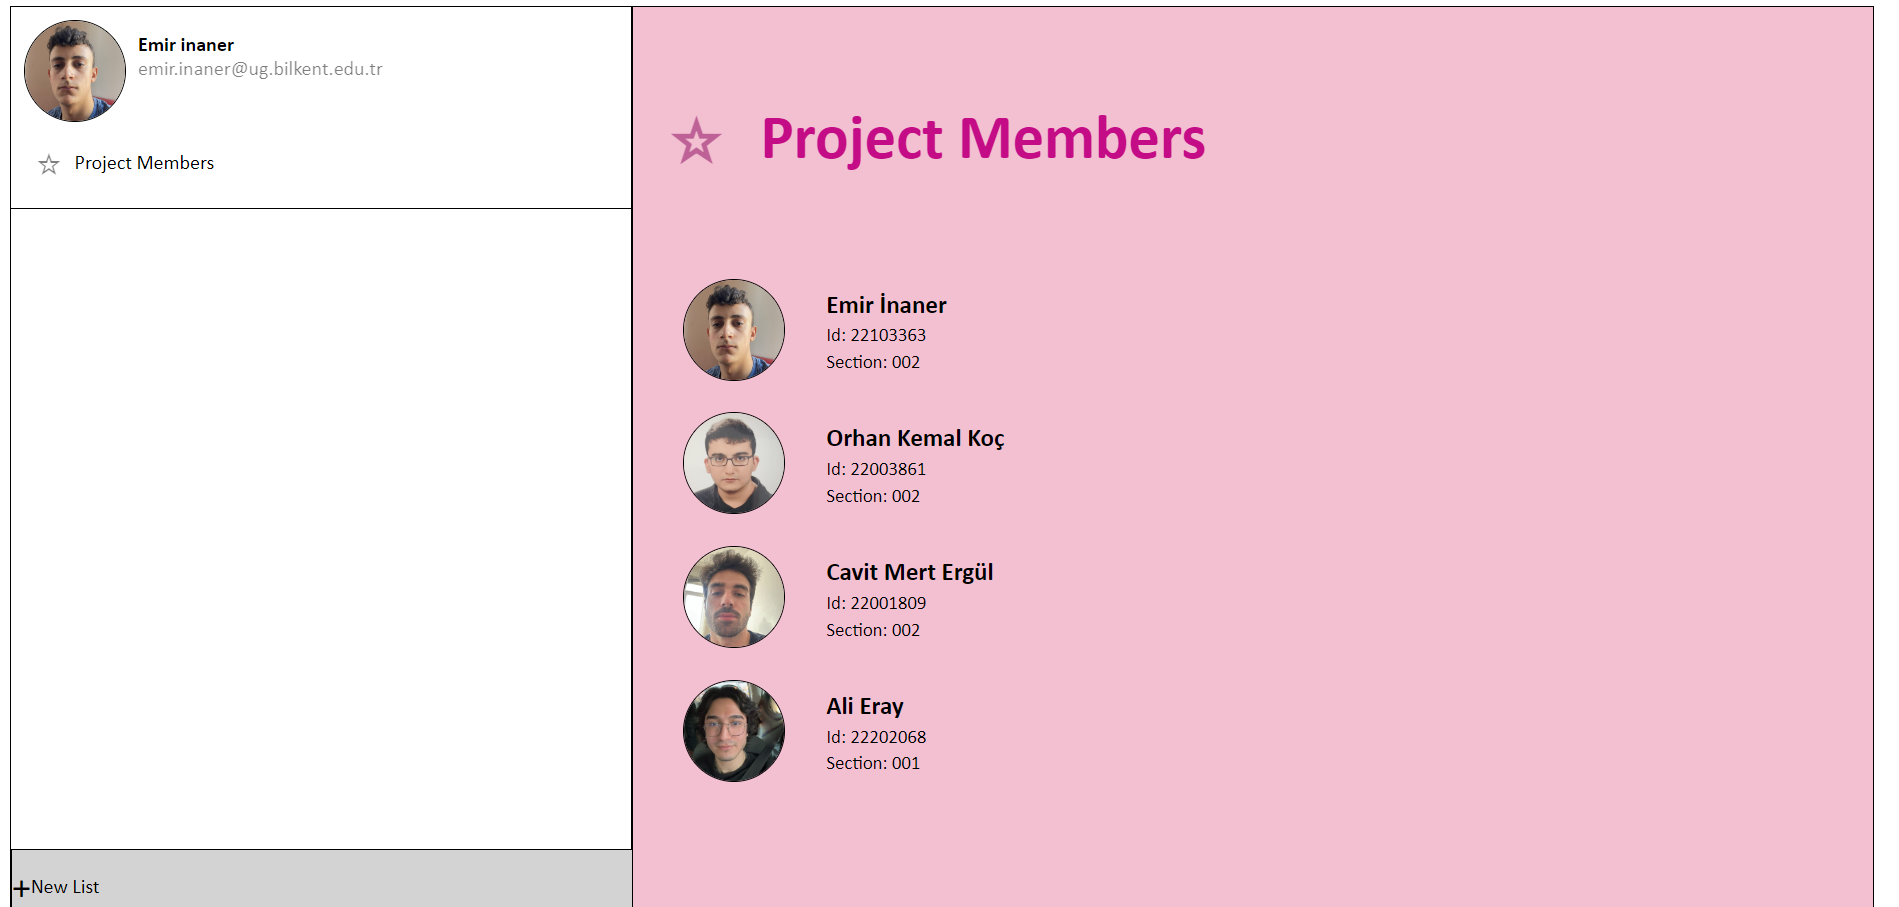 Emir inaner
emir.inaner@ug.bilkent.edu.tr
Project Members
+New List
Project Members
Emir İnaner
Id: 22103363
Section: 002
Orhan Kemal Koç
Id: 22003861
Section: 002
Cavit Mert Ergül
Id: 22001809
Section: 002
Ali Eray
Id: 22202068
Section: 001